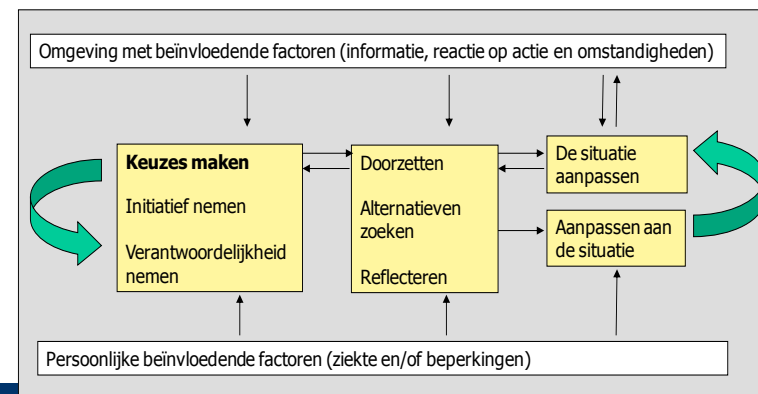 Omgeving met beïnvloedende factoren (informatie, reactie op actie en omstandigheden)
Keuzes maken
Initiatief nemen
Verantwoordelijkheid
nemen
Doorzetten
Alternatieven
zoeken
Reflecteren
De situatie
aanpassen
Aanpassen aan
de situatie
Persoonlijke beïnvloedende factoren (ziekte en/of beperkingen)